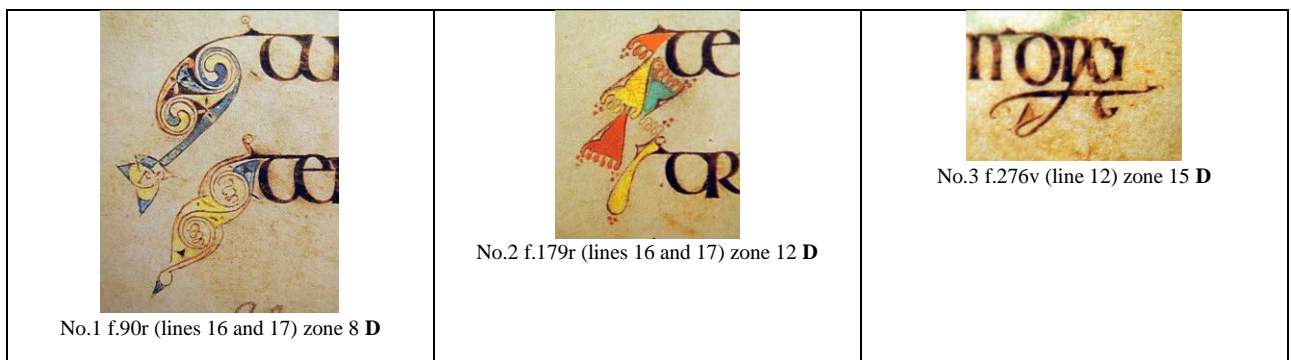 No.1 f.90r (lines 16 and 17) zone 8 D
No.2 f.179r (lines 16 and 17) zone 12 D
No.3 f.276v (line 12) zone 15 D